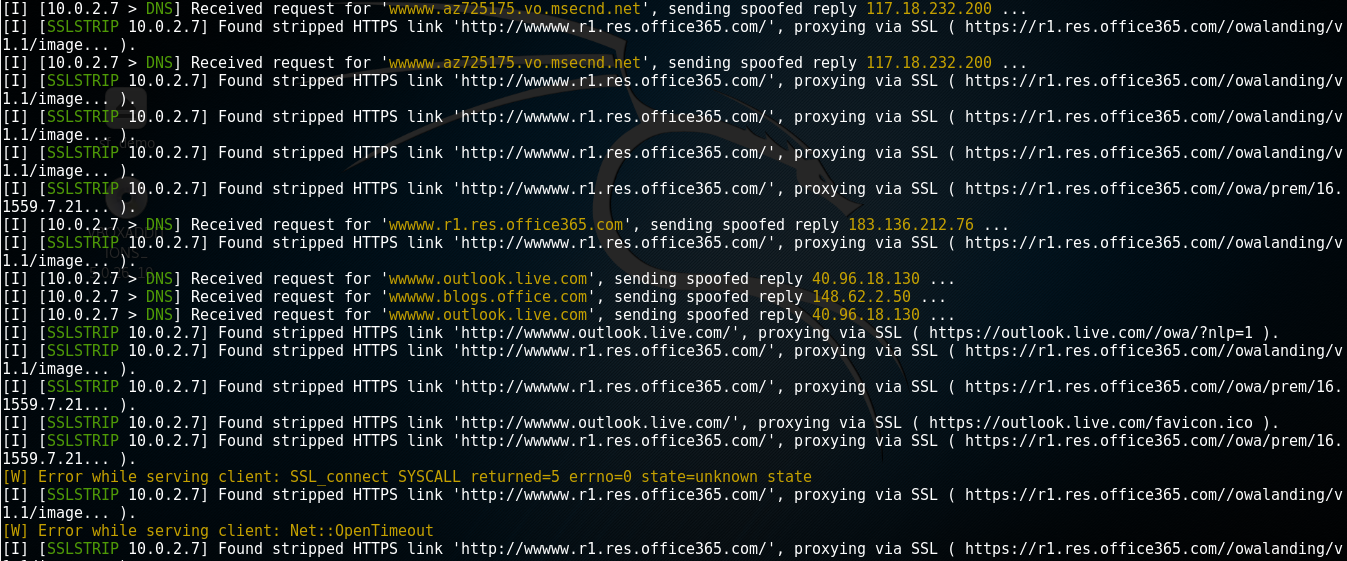 [I] [10.0.2.7 > DNS] Received request for 'wwwww.az725175.vo.msecnd.net', sending spoofed reply 117.18.232.200 ...
[I] [SSLSTRIP 10.0.2.7] Found stripped HTTPS link 'http://wwwww.r1.res.office365.com/', proxying via SSL ( https://r1.res.office365.com//owalanding/v
1.1/image... ).
[I] [10.0.2.7 > DNS] Received request for 'wwwww.az725175.vo.msecnd.net', sending spoofed reply 117.18.232.200 ...
[I] [SSLSTRIP 10.0.2.7] Found stripped HTTPS link 'http://wwwww.r1.res.office365.com/', proxying via SSL ( https://r1.res.office365.com//owalanding/v
1.1/image... ).
[I] [SSLSTRIP 10.0.2.7] Found stripped HTTPS link 'http://wwwww.r1.res.office365.com/', proxying via SSL ( https://r1.res.office365.com//owalanding/v
1.1/image... ).
[I] [SSLSTRIP 10.0.2.7] Found stripped HTTPS link 'http://wwwww.r1.res.office365.com/', proxying via SSL ( https://r1.res.office365.com//owalanding/v
1.1/image... ).
[I] [SSLSTRIP 10.0.2.7] Found stripped HTTPS link 'http://wwwww.r1.res.office365.com/', proxying via SSL ( https://r1.res.office365.com//owa/prem/16.
1559.7.21... ).
[I] [10.0.2.7 > DNS] Received request for 'wwwww.r1.res.office365.com', sending spoofed reply 183.136.212.76 ...
[I] [SSLSTRIP 10.0.2.7] Found stripped HTTPS link 'http://wwwww.r1.res.office365.com/', proxying via SSL ( https://r1.res.office365.com//owalanding/v
1.1/image... ).
[I] [10.0.2.7 > DNS] Received request for 'wwwww.outlook.live.com', sending spoofed reply 40.96.18.130 ...
[I] [10.0.2.7 > DNS] Received request for 'wwwww.blogs.office.com', sending spoofed reply 148.62.2.50 ...
[I] [10.0.2.7 > DNS] Received request for 'wwwww.outlook.live.com', sending spoofed reply 40.96.18.130 ...
[I] [SSLSTRIP 10.0.2.7] Found stripped HTTPS link 'http://wwwww.outlook.live.com/', proxying via SSL ( https://outlook.live.com//owa/?nlp=1 ).
[I] [SSLSTRIP 10.0.2.7] Found stripped HTTPS link 'http://wwwww.r1.res.office365.com/', proxying via SSL ( https://r1.res.office365.com//owalanding/v
1.1/image... ).
[I] [SSLSTRIP 10.0.2.7] Found stripped HTTPS link 'http://wwwww.r1.res.office365.com/', proxying via SSL ( https://r1.res.office365.com//owa/prem/16.
1559.7.21... ).
[I] [SSLSTRIP 10.0.2.7] Found stripped HTTPS link 'http://wwwww.outlook.live.com/', proxying via SSL ( https://outlook.live.com/favicon.ico ).
[I] [SSLSTRIP 10.0.2.7] Found stripped HTTPS link 'http://wwwww.r1.res.office365.com/', proxying via SSL ( https://r1.res.office365.com//owa/prem/16.
1559.7.21... ).
[W] Error while serving client: SSL_connect SYSCALL returned=5 errno=0 state=unknown state
[I] [SSLSTRIP 10.0.2.7] Found stripped HTTPS link 'http://wwwww.r1.res.office365.com/', proxying via SSL ( https://r1.res.office365.com//owalanding/v
1.1/image... ).
[W] Error while serving client: Net::OpenTimeout
[I] [SSLSTRIP 10.0.2.7] Found stripped HTTPS link 'http://wwwww.r1.res.office365.com/', proxying via SSL ( https://r1.res.office365.com//owalanding/v